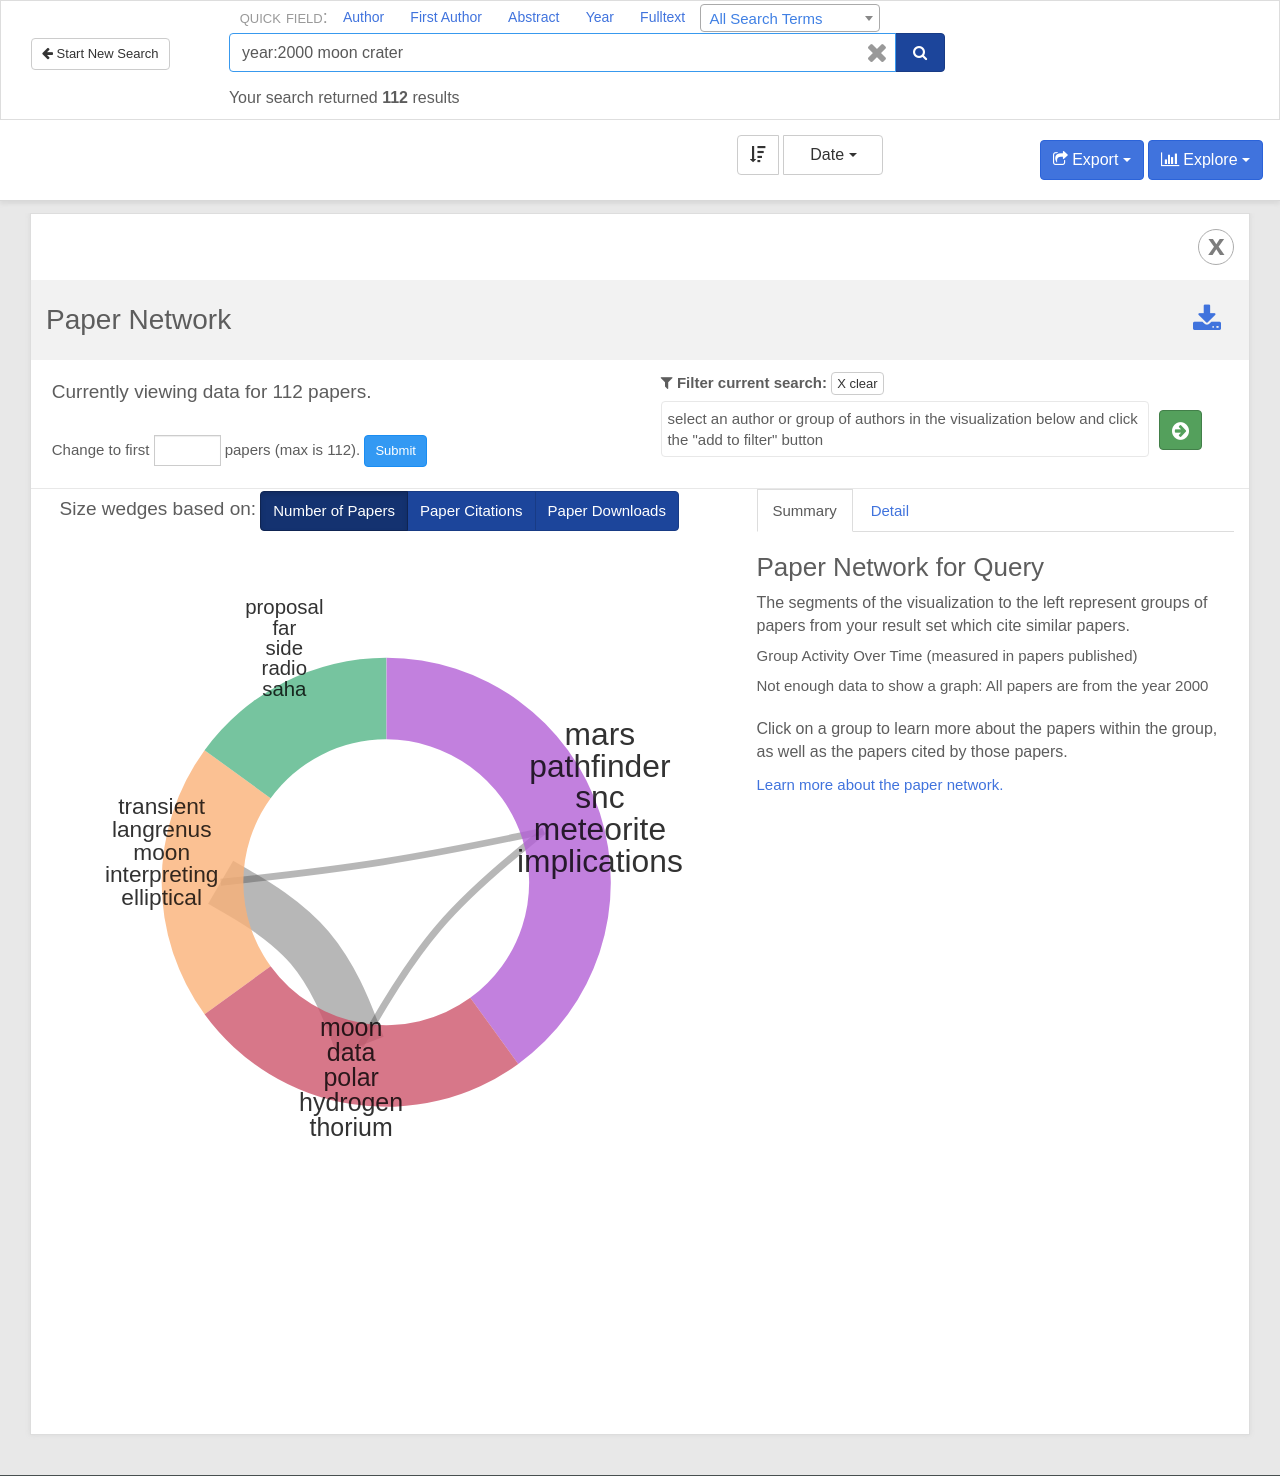 QUICK FIELD: Author First Author Abstract Year Fulltext All Search Terms
Start New Search
year:2000 moon crater
Your search returned 112 results
Date
Export
Explore
X
Paper Network
Currently viewing data for 112 papers.
Change to first papers (max is 112). Submit
Filter current search: X clear
select an author or group of authors in the visualization below and click
the "add to filter" button
Size wedges based on: Number of Papers Paper Citations Paper Downloads
Summary Detail
proposal
far
side
radio
saha
mars
pathfinder
snc
meteorite
implications
transient
langrenus
moon
interpreting
elliptical
moon
data
polar
hydrogen
thorium
Paper Network for Query
The segments of the visualization to the left represent groups of
papers from your result set which cite similar papers.
Group Activity Over Time (measured in papers published)
Not enough data to show a graph: All papers are from the year 2000
Click on a group to learn more about the papers within the group,
as well as the papers cited by those papers.
Learn more about the paper network.